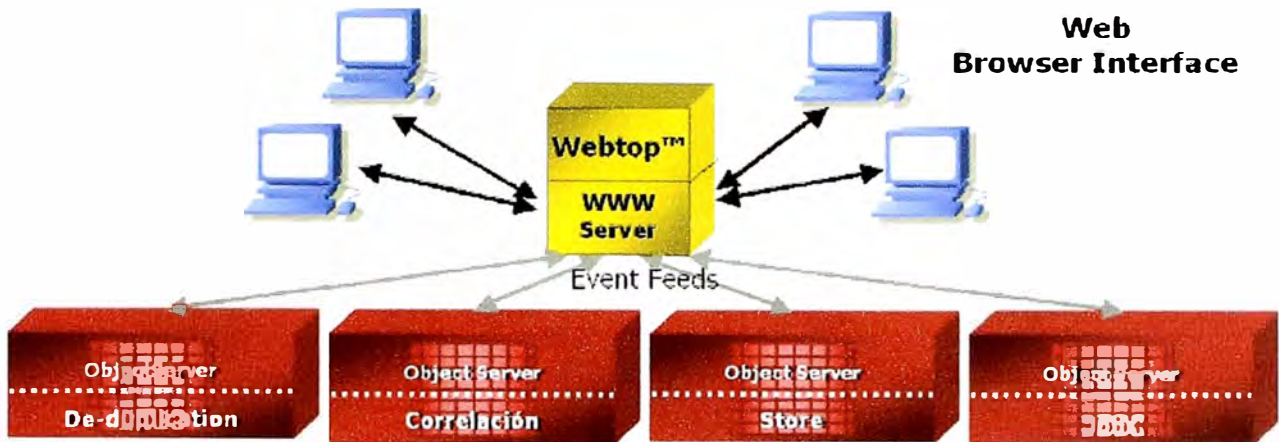 Web
Browser Interface
Webtop™
WWW
Server
Event Feeds
Object Server
Object Server
Correlación
Store